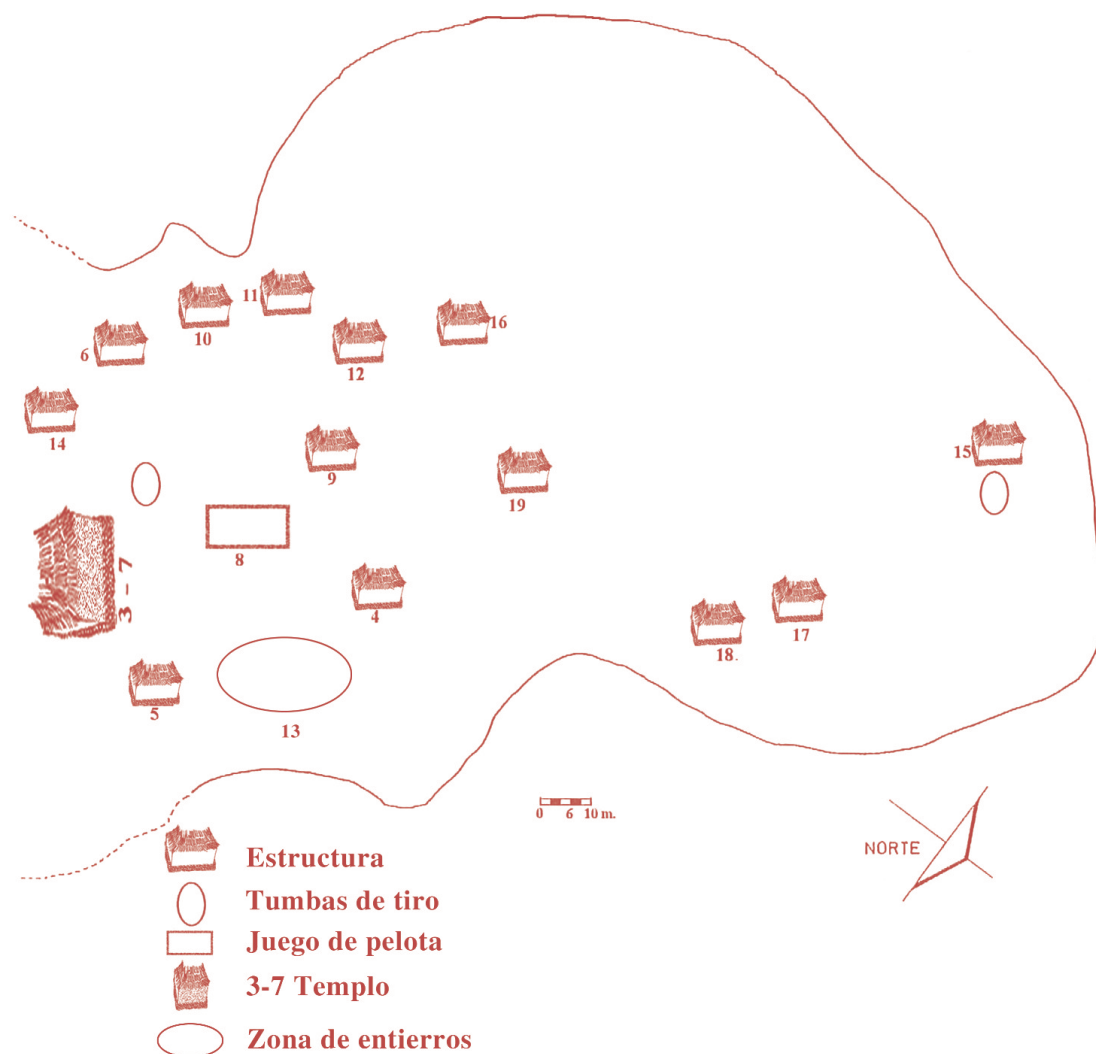 11
16
10
6
12
14
9
15
19
8
3 - 7
4
17
18.
5
13
0 6 10 m.
NORTE
Estructura
Tumbas de tiro
Juego de pelota
3-7 Templo
Zona de entierros